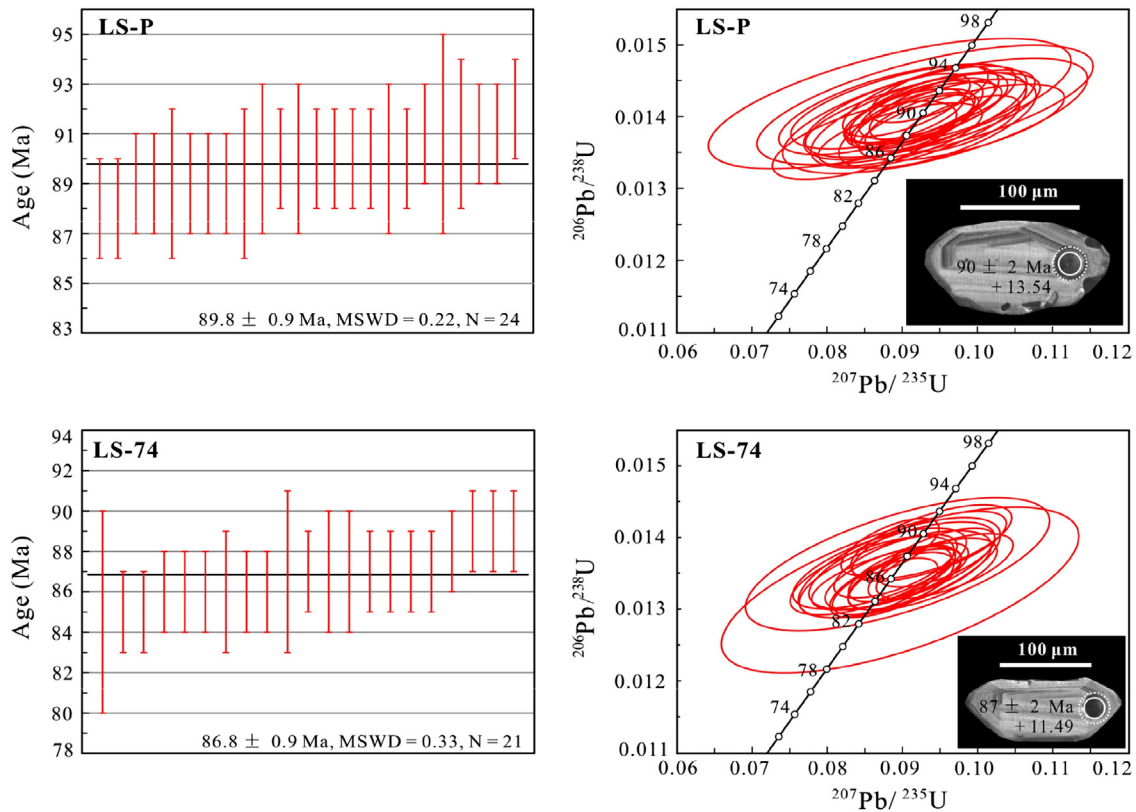 LS-P
95
93
91
89
87
85
83
Age (Ma)
89.8 ± 0.9 Ma, MSWD = 0.22, N = 24
LS-P
0.015
0.014
0.013
0.012
0.011
206Pb/238U
98
94
90
86
82
78
74
100 μm
90 ± 2 Ma
+ 13.54
0.06 0.07 0.08 0.09 0.10 0.11 0.12
207Pb/ 235U
LS-74
94
92
90
88
86
84
82
80
78
Age (Ma)
86.8 ± 0.9 Ma, MSWD = 0.33, N = 21
LS-74
0.015
0.014
0.013
0.012
0.011
206Pb/238U
98
94
90
86
82
78
74
100 μm
87 ± 2 Ma
+ 11.49
0.06 0.07 0.08 0.09 0.10 0.11 0.12
207Pb/ 235U